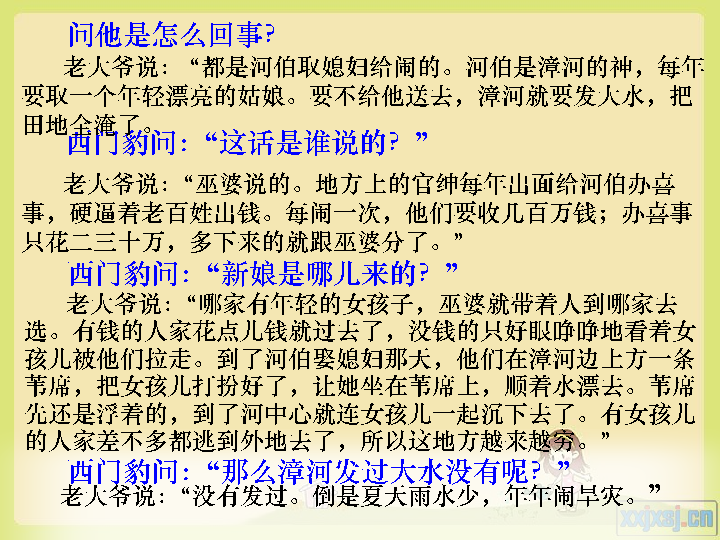 问他是怎么回事？
老大爷说：“都是河伯取媳妇给闹的。河伯是漳河的神，每年
要取一个年轻漂亮的姑娘。要不给他送去，漳河就要发大水，把
田地全淹了。
西门豹问：“这话是谁说的？”
老大爷说：“巫婆说的。地方上的官绅每年出面给河伯办喜
事，硬逼着老百姓出钱。每闹一次，他们要收几百万钱；办喜事
只花二三十万，多下来的就跟巫婆分了。”
西门豹问：“新娘是哪儿来的？”
老大爷说：“哪家有年轻的女孩子，巫婆就带着人到哪家去
选。有钱的人家花点儿钱就过去了，没钱的只好眼睁睁地看着女
孩儿被他们拉走。到了河伯娶媳妇那天，他们在漳河边上方一条
苇席，把女孩儿打扮好了，让她坐在苇席上，顺着水漂去。苇席
先还是浮着的，到了河中心就连女孩儿一起沉下去了。有女孩儿
的人家差不多都逃到外地去了，所以这地方越来越穷。”
西门豹问：“那么漳河发过大水没有呢？”
老大爷说：“没有发过。倒是夏天雨水少，年年闹旱灾。”
xxjxsj.cn